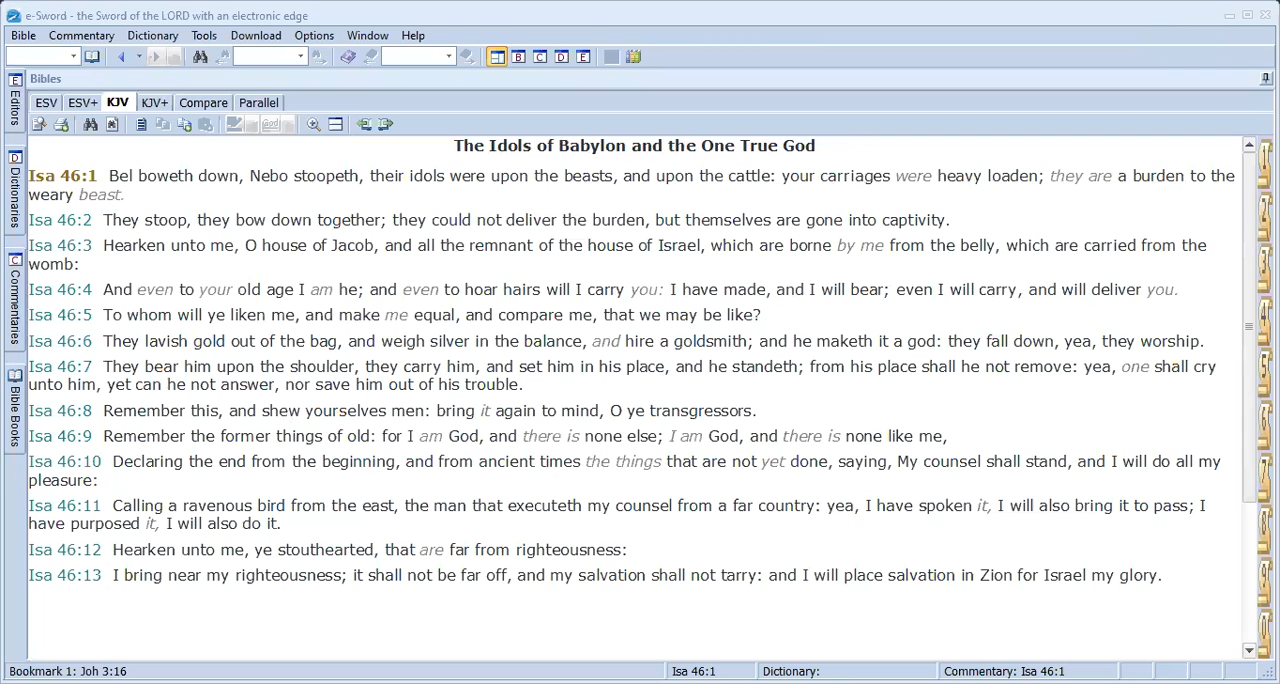 e-Sword - the Sword of the LORD with an electronic edge
Bible Commentary Dictionary Tools Download Options Window Help
B C D E
Bibles
E Editors
D Dictionaries
C Commentaries
Bible Books
ESV ESV+ KJV KJV+ Compare Parallel
God
The Idols of Babylon and the One True God
Isa 46:1 Bel boweth down, Nebo stoopeth, their idols were upon the beasts, and upon the cattle: your carriages were heavy loaden; they are a burden to the
weary beast.
Isa 46:2 They stoop, they bow down together; they could not deliver the burden, but themselves are gone into captivity.
Isa 46:3 Hearken unto me, O house of Jacob, and all the remnant of the house of Israel, which are borne by me from the belly, which are carried from the
womb:
Isa 46:4 And even to your old age I am he; and even to hoar hairs will I carry you: I have made, and I will bear; even I will carry, and will deliver you.
Isa 46:5 To whom will ye liken me, and make me equal, and compare me, that we may be like?
Isa 46:6 They lavish gold out of the bag, and weigh silver in the balance, and hire a goldsmith; and he maketh it a god: they fall down, yea, they worship.
Isa 46:7 They bear him upon the shoulder, they carry him, and set him in his place, and he standeth; from his place shall he not remove: yea, one shall cry
unto him, yet can he not answer, nor save him out of his trouble.
Isa 46:8 Remember this, and shew yourselves men: bring it again to mind, O ye transgressors.
Isa 46:9 Remember the former things of old: for I am God, and there is none else; I am God, and there is none like me,
Isa 46:10 Declaring the end from the beginning, and from ancient times the things that are not yet done, saying, My counsel shall stand, and I will do all my
pleasure:
Isa 46:11 Calling a ravenous bird from the east, the man that executeth my counsel from a far country: yea, I have spoken it, I will also bring it to pass; I
have purposed it, I will also do it.
Isa 46:12 Hearken unto me, ye stouthearted, that are far from righteousness:
Isa 46:13 I bring near my righteousness; it shall not be far off, and my salvation shall not tarry: and I will place salvation in Zion for Israel my glory.
1
2
3
4
5
6
7
8
9
0
Bookmark 1: Joh 3:16 Isa 46:1 Dictionary: Commentary: Isa 46:1